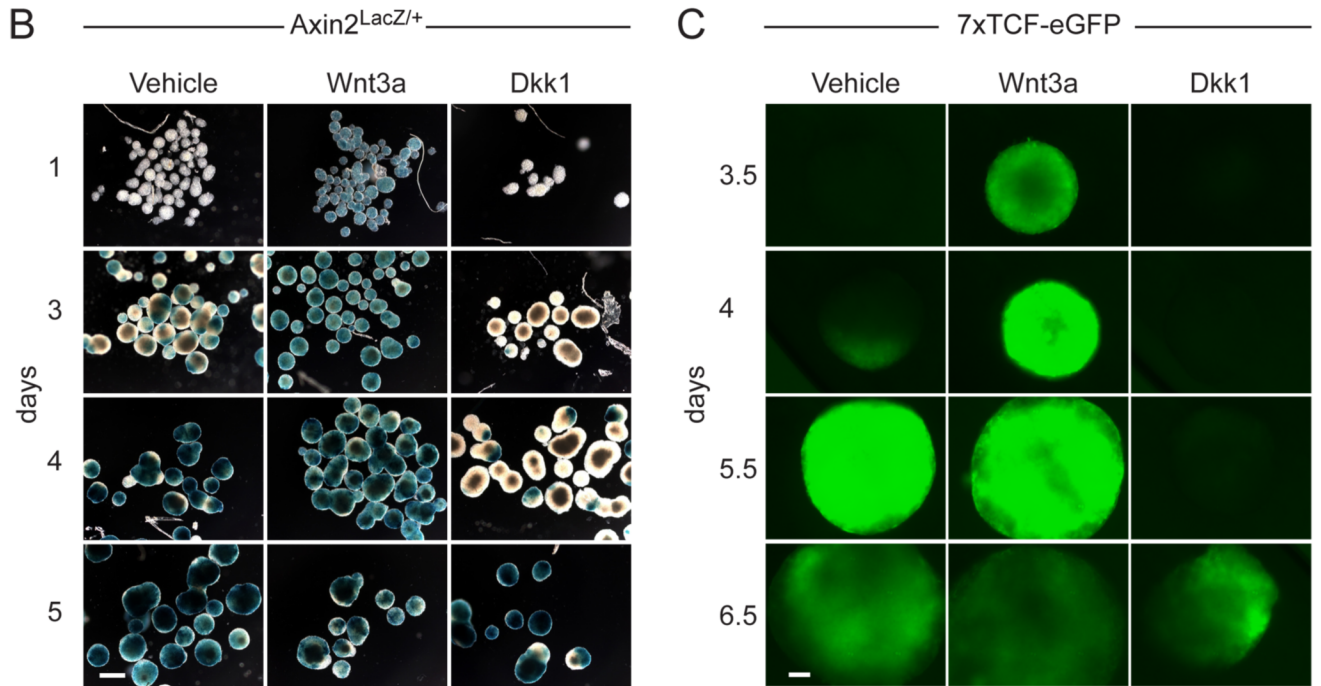 B
Axin2LacZ/+
Vehicle Wnt3a Dkk1
1
3
4
5
days
C
7xTCF-eGFP
Vehicle Wnt3a Dkk1
3.5
4
5.5
6.5
days